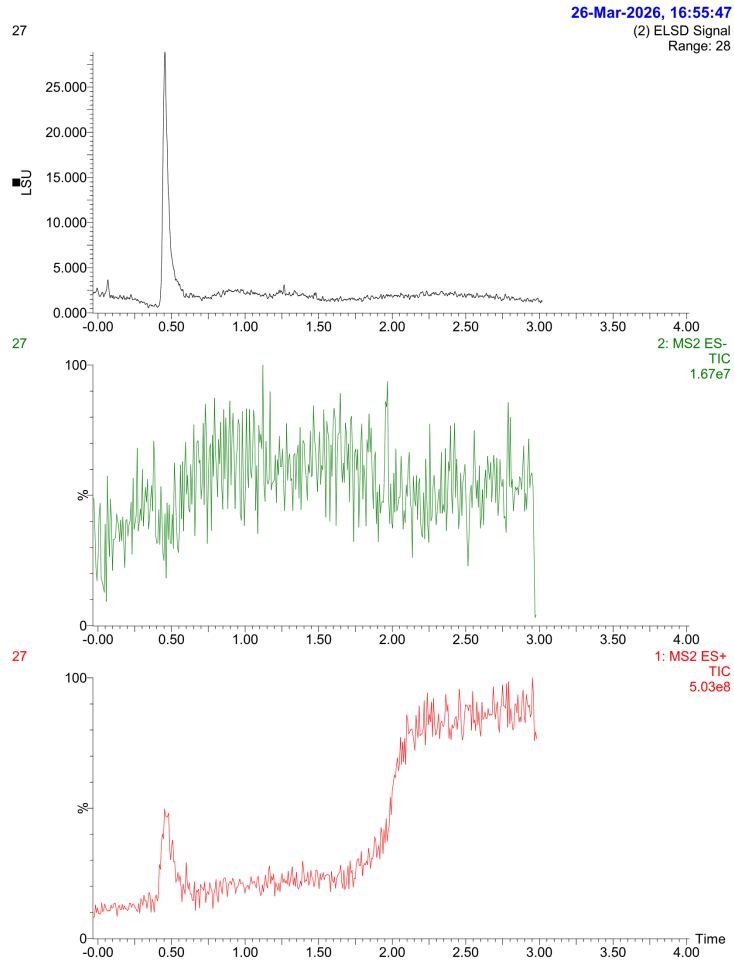 26-Mar-2026, 16:55:47
27
(2) ELSD Signal
Range: 28
LSU
25.000
20.000
15.000
10.000
5.000
0.000
-0.00 0.50 1.00 1.50 2.00 2.50 3.00 3.50 4.00
27
2: MS2 ES-
TIC
1.67e7
100
%
0
-0.00 0.50 1.00 1.50 2.00 2.50 3.00 3.50 4.00
27
1: MS2 ES+
TIC
5.03e8
100
%
0
Time
-0.00 0.50 1.00 1.50 2.00 2.50 3.00 3.50 4.00